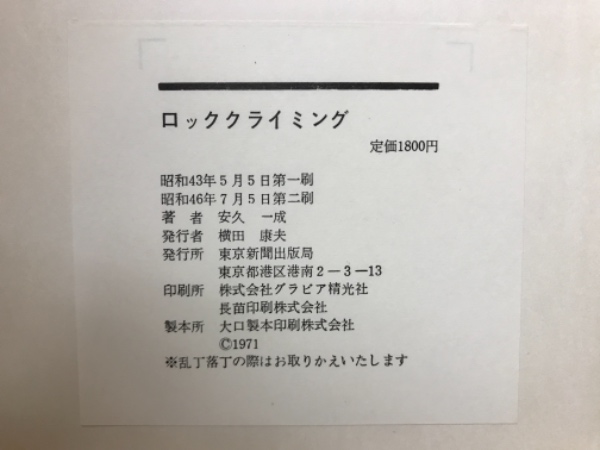 ロッククライミング
定価1800円
昭和43年5月5日第一刷
昭和46年7月5日第二刷
著　者　安久　一成
発行者　横田　康夫
発行所　東京新聞出版局
東京都港区港南2－3－13
印刷所　株式会社グラビア精光社
長苗印刷株式会社
製本所　大口製本印刷株式会社
©1971
※乱丁落丁の際はお取りかえいたします